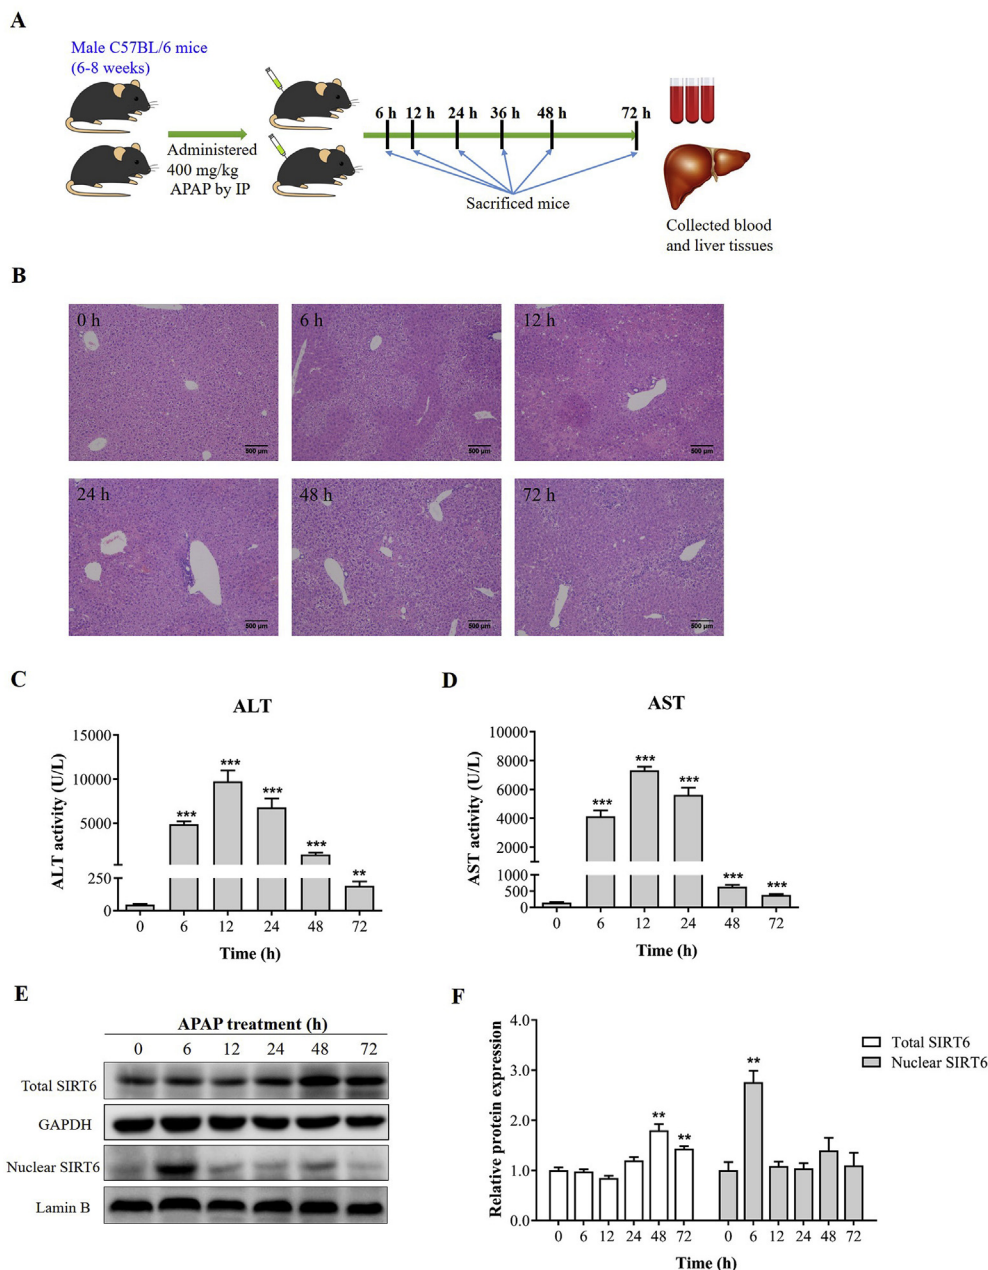 A
Male C57BL/6 mice
(6-8 weeks)
Administered
400 mg/kg
APAP by IP
6 h 12 h 24 h 36 h 48 h 72 h
Sacrificed mice
Collected blood
and liver tissues
B
0 h
500 μm
6 h
500 μm
12 h
500 μm
24 h
500 μm
48 h
500 μm
72 h
500 μm
C
ALT
ALT activity (U/L)
15000
10000
5000
250
0
*** *** *** *** **
0 6 12 24 48 72
Time (h)
D
AST
AST activity (U/L)
10000
8000
6000
4000
2000
1000
500
0
*** *** *** *** ***
0 6 12 24 48 72
Time (h)
E
APAP treatment (h)
0 6 12 24 48 72
Total SIRT6
GAPDH
Nuclear SIRT6
Lamin B
F
Relative protein expression
4.0
3.0
2.0
1.0
0.0
** ** **
0 6 12 24 48 72 0 6 12 24 48 72
Time (h)
Total SIRT6
Nuclear SIRT6